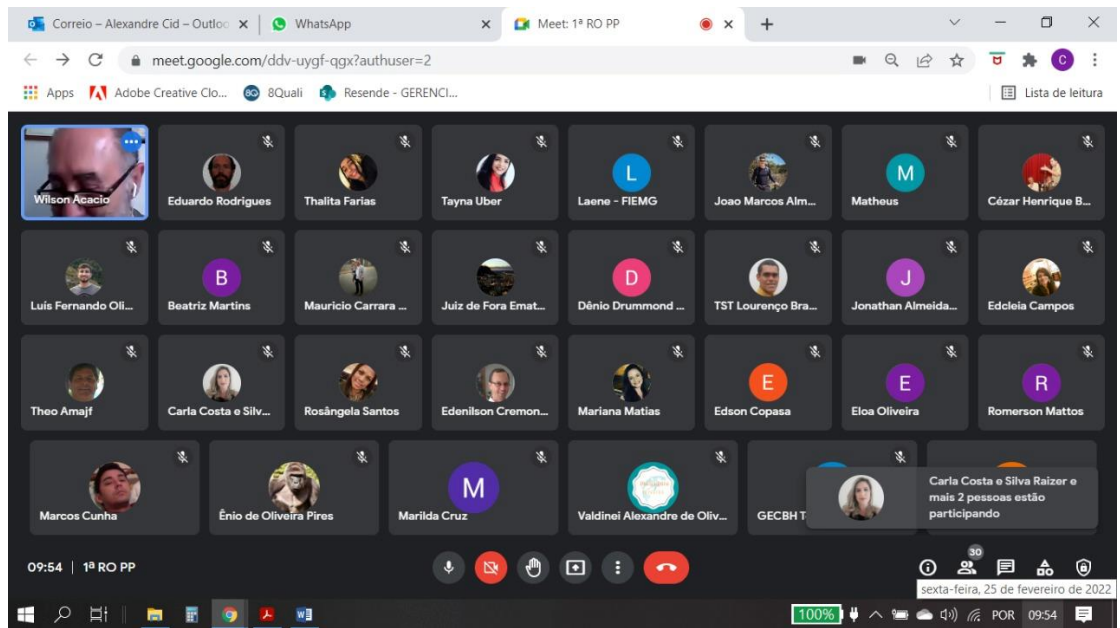 Correio – Alexandre Cid – Outloo
WhatsApp
Meet: 1ª RO PP
meet.google.com/ddv-uygf-qgx?authuser=2
C
Apps
Adobe Creative Clo...
8Quali
Resende - GERENCI...
Lista de leitura
Wilson Acacio
Eduardo Rodrigues
Thalita Farias
Tayna Uber
L
Laene - FIEMG
Joao Marcos Alm...
M
Matheus
Cézar Henrique B...
Luís Fernando Oli...
B
Beatriz Martins
Mauricio Carrara ...
Juiz de Fora Emat...
D
Dênio Drummond ...
TST Lourenço Bra...
J
Jonathan Almeida...
Edcleia Campos
Theo Amajf
Carla Costa e Silv...
Rosângela Santos
Edenilson Cremon...
Mariana Matias
E
Edson Copasa
E
Eloa Oliveira
R
Romerson Mattos
Marcos Cunha
Ênio de Oliveira Pires
M
Marilda Cruz
Valdinei Alexandre de Oliv...
GECBH T
Carla Costa e Silva Raizer e
mais 2 pessoas estão
participando
09:54 | 1ª RO PP
30
sexta-feira, 25 de fevereiro de 2022
100%
POR
09:54